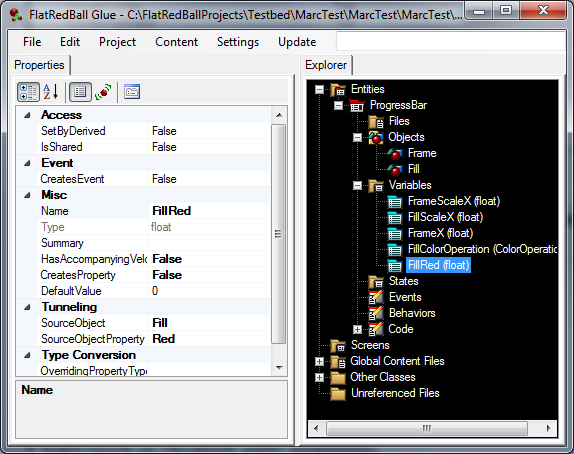 FlatRedBall Glue - C:\FlatRedBallProjects\Testbed\MarcTest\MarcTest\MarcTest\...
File Edit Project Content Settings Update
Properties
Access
SetByDerived False
IsShared False
Event
CreatesEvent False
Misc
Name FillRed
Type float
Summary
HasAccompanyingVelo False
CreatesProperty False
DefaultValue 0
Tunneling
SourceObject Fill
SourceObjectProperty Red
Type Conversion
OverridingPropertyType
Name
Explorer
Entities
ProgressBar
Files
Objects
Frame
Fill
Variables
FrameScaleX (float)
FillScaleX (float)
FrameX (float)
FillColorOperation (ColorOperatio
FillRed (float)
States
Events
Behaviors
Code
Screens
Global Content Files
Other Classes
Unreferenced Files